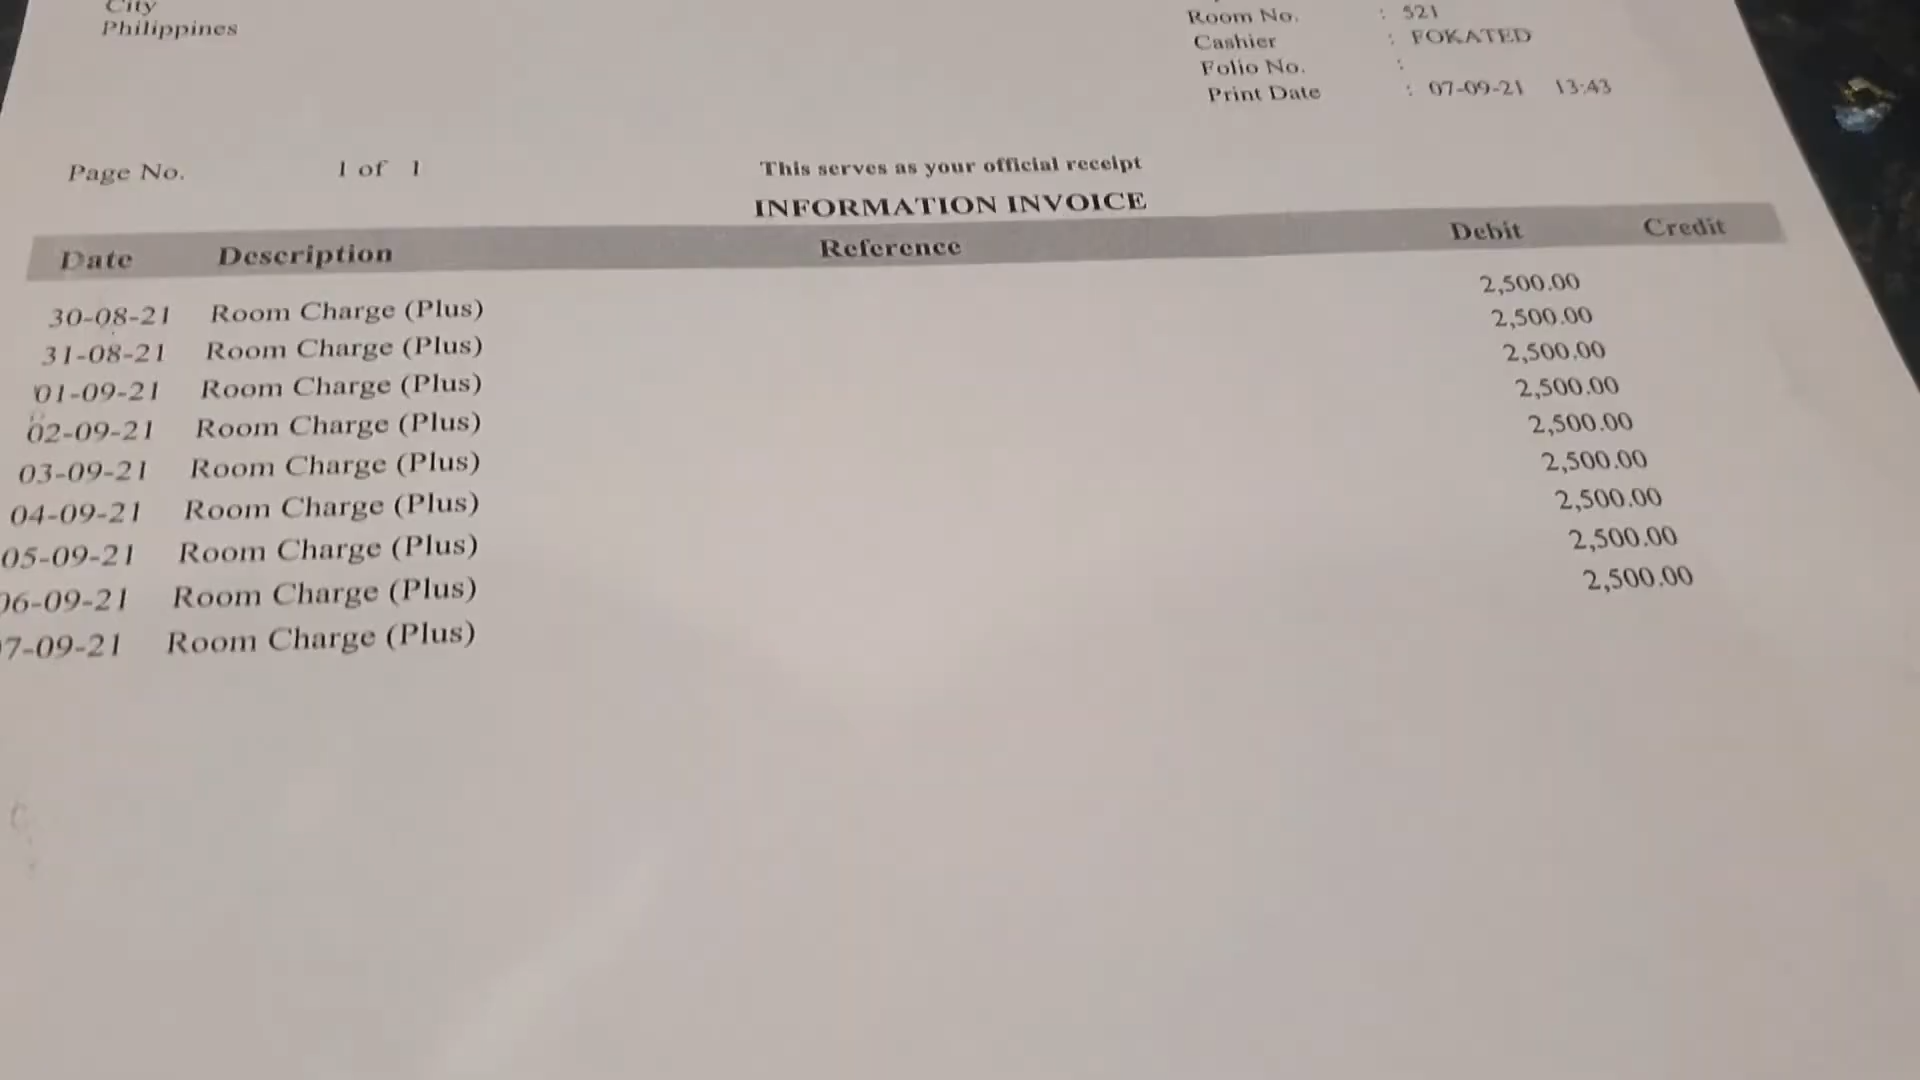 City
Philippines
Room No. : 521
Cashier : FOKATED
Folio No. :
Print Date : 07-09-21 13:43
Page No. 1 of 1
This serves as your official receipt
INFORMATION INVOICE
Date Description Reference Debit Credit
30-08-21 Room Charge (Plus) 2,500.00
31-08-21 Room Charge (Plus) 2,500.00
01-09-21 Room Charge (Plus) 2,500.00
02-09-21 Room Charge (Plus) 2,500.00
03-09-21 Room Charge (Plus) 2,500.00
04-09-21 Room Charge (Plus) 2,500.00
05-09-21 Room Charge (Plus) 2,500.00
06-09-21 Room Charge (Plus) 2,500.00
7-09-21 Room Charge (Plus) 2,500.00